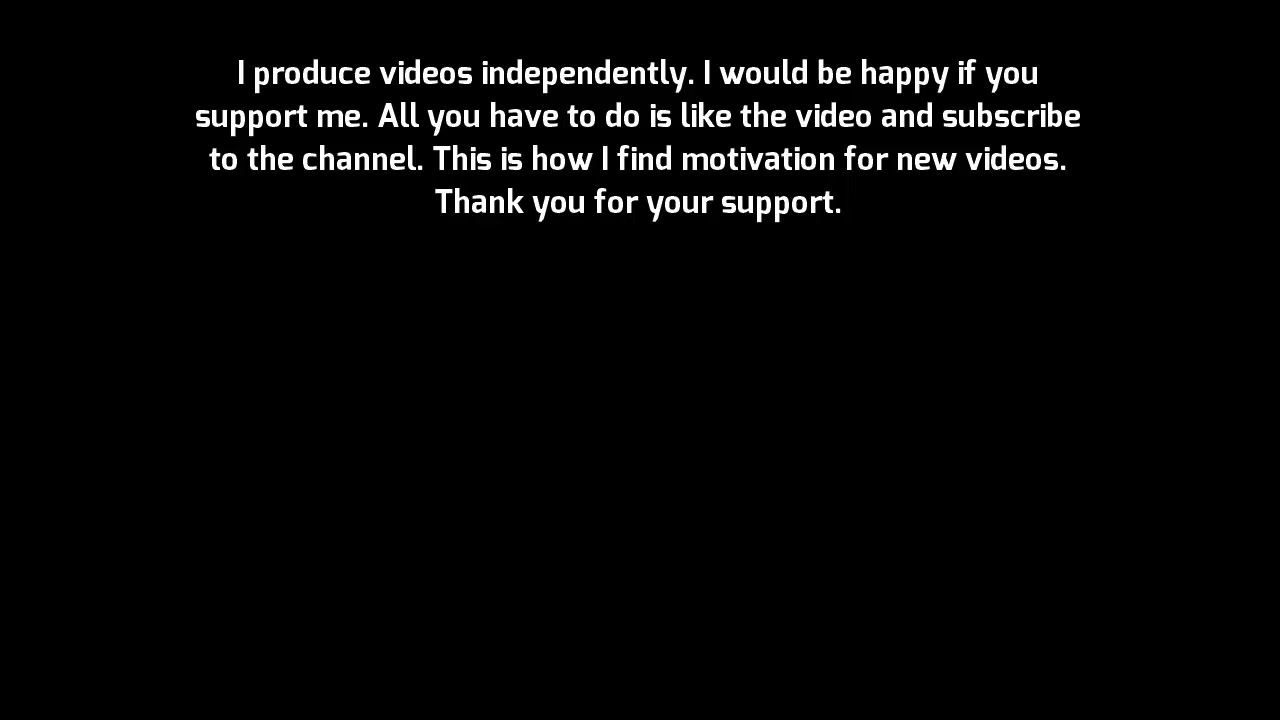 I produce videos independently. I would be happy if you
support me. All you have to do is like the video and subscribe
to the channel. This is how I find motivation for new videos.
Thank you for your support.